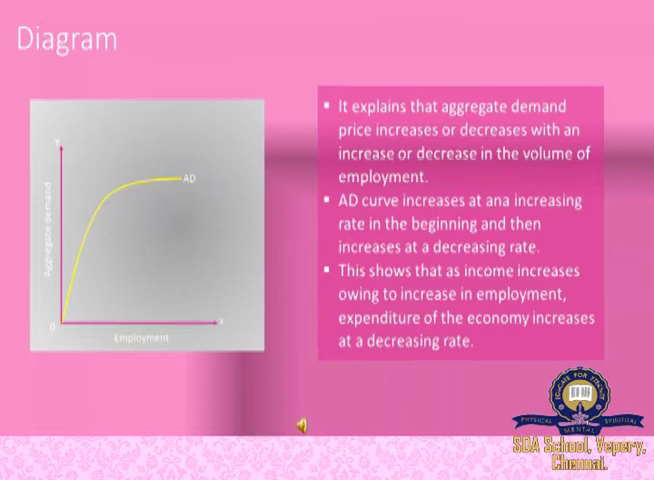 Diagram
Y
AD
Aggregate demand
0
X
Employment
It explains that aggregate demand
price increases or decreases with an
increase or decrease in the volume of
employment.
AD curve increases at ana increasing
rate in the beginning and then
increases at a decreasing rate.
This shows that as income increases
owing to increase in employment,
expenditure of the economy increases
at a decreasing rate.
EDUCATE FOR ETERNITY
PHYSICAL MENTAL SPIRITUAL
SDA School, Vepery,
Chennai.